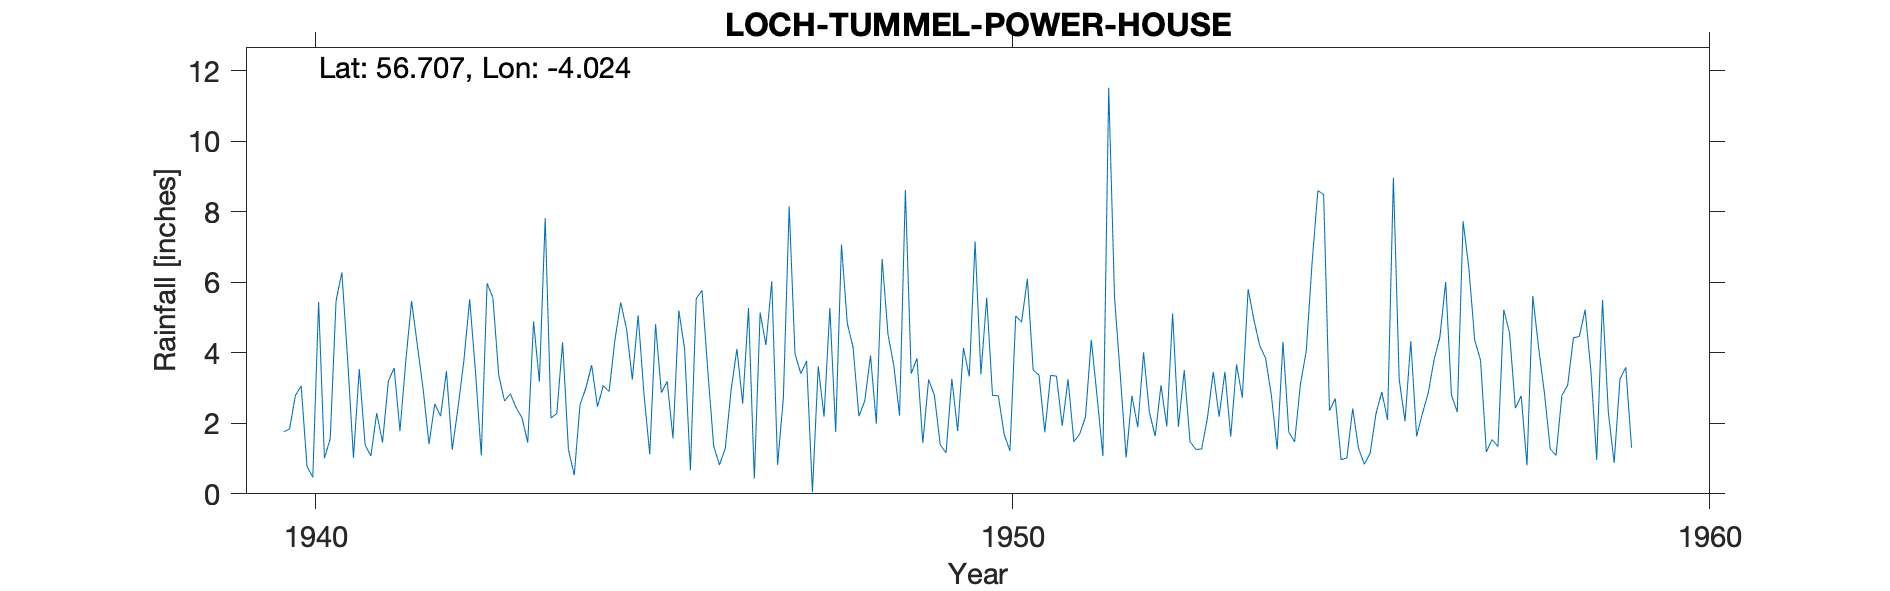 LOCH-TUMMEL-POWER-HOUSE
Lat: 56.707, Lon: -4.024
12
10
8
6
4
2
0
Rainfall [inches]
1940 1950 1960
Year